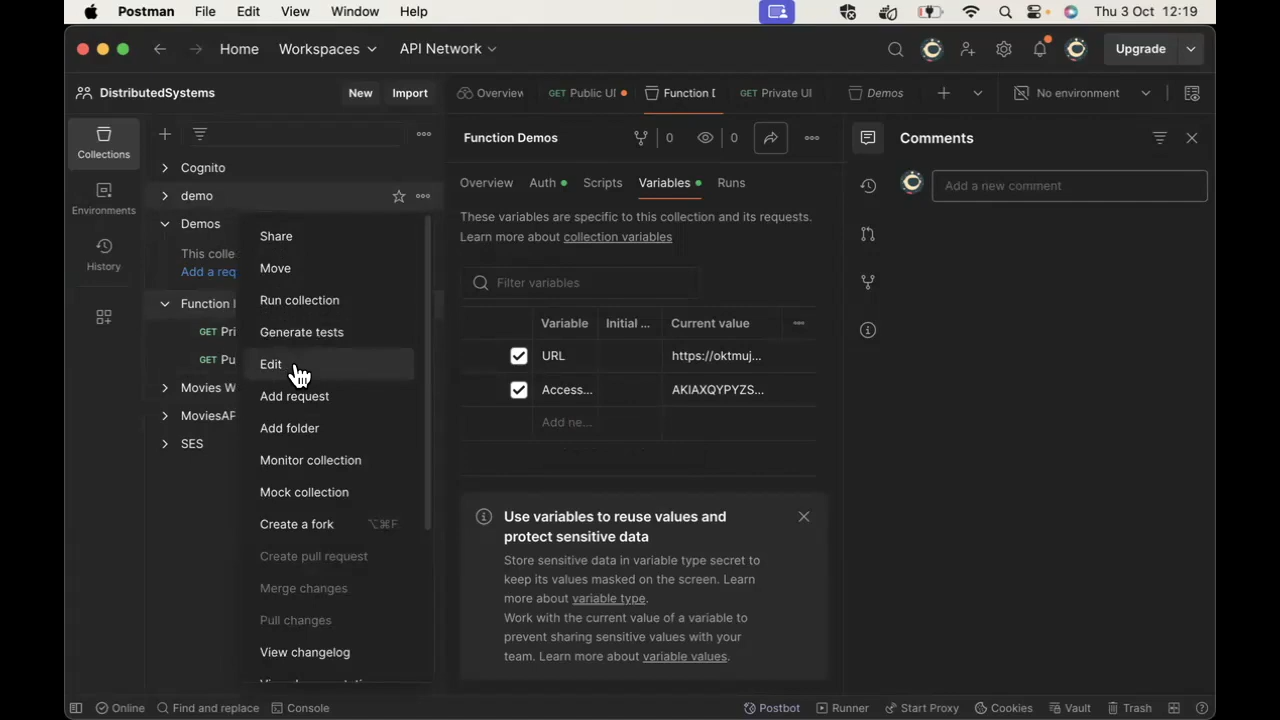 Postman File Edit View Window Help Thu 3 Oct 12:19
Home Workspaces API Network Upgrade
DistributedSystems New Import Overview GET Public UI Function GET Private UI Demos No environment
Collections
Environments
History
Cognito
demo
Demos
This colle
Add a req
Function
GET Pri
GET Pu
Movies W
MoviesAP
SES
Share
Move
Run collection
Generate tests
Edit
Add request
Add folder
Monitor collection
Mock collection
Create a fork ⌥⌘F
Create pull request
Merge changes
Pull changes
View changelog
Function Demos 0 0
Overview Auth Scripts Variables Runs
These variables are specific to this collection and its requests.
Learn more about collection variables
Filter variables
Variable Initial ... Current value
URL https://oktmuj...
Access... AKIAXQYPYZS...
Add ne...
Use variables to reuse values and
protect sensitive data
Store sensitive data in variable type secret to
keep its values masked on the screen. Learn
more about variable type.
Work with the current value of a variable to
prevent sharing sensitive values with your
team. Learn more about variable values.
Comments
Add a new comment
Online Find and replace Console Postbot Runner Start Proxy Cookies Vault Trash